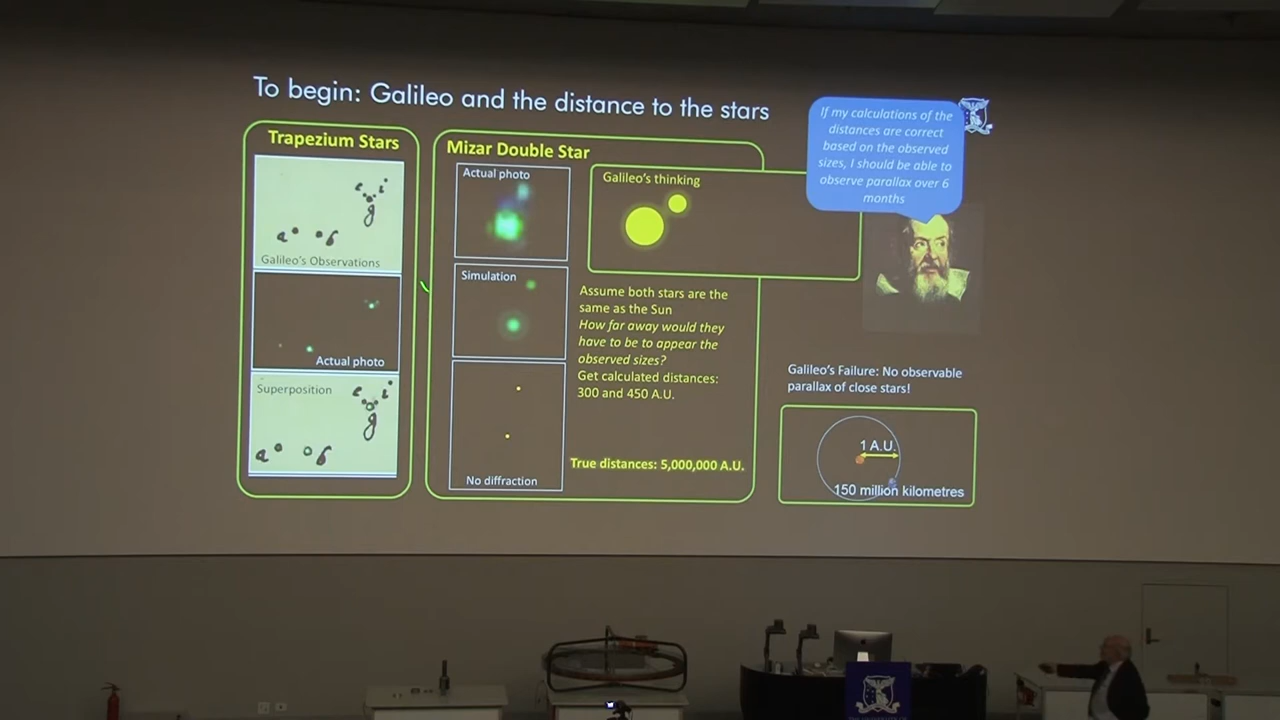 To begin: Galileo and the distance to the stars
Trapezium Stars
e i
g
a b
Galileo's Observations
Actual photo
Superposition
e i
g
a b
Mizar Double Star
Actual photo
Simulation
No diffraction
Galileo's thinking
Assume both stars are the
same as the Sun
How far away would they
have to be to appear the
observed sizes?
Get calculated distances:
300 and 450 A.U.
True distances: 5,000,000 A.U.
If my calculations of the
distances are correct
based on the observed
sizes, I should be able to
observe parallax over 6
months
Galileo's Failure: No observable
parallax of close stars!
1 A.U.
150 million kilometres